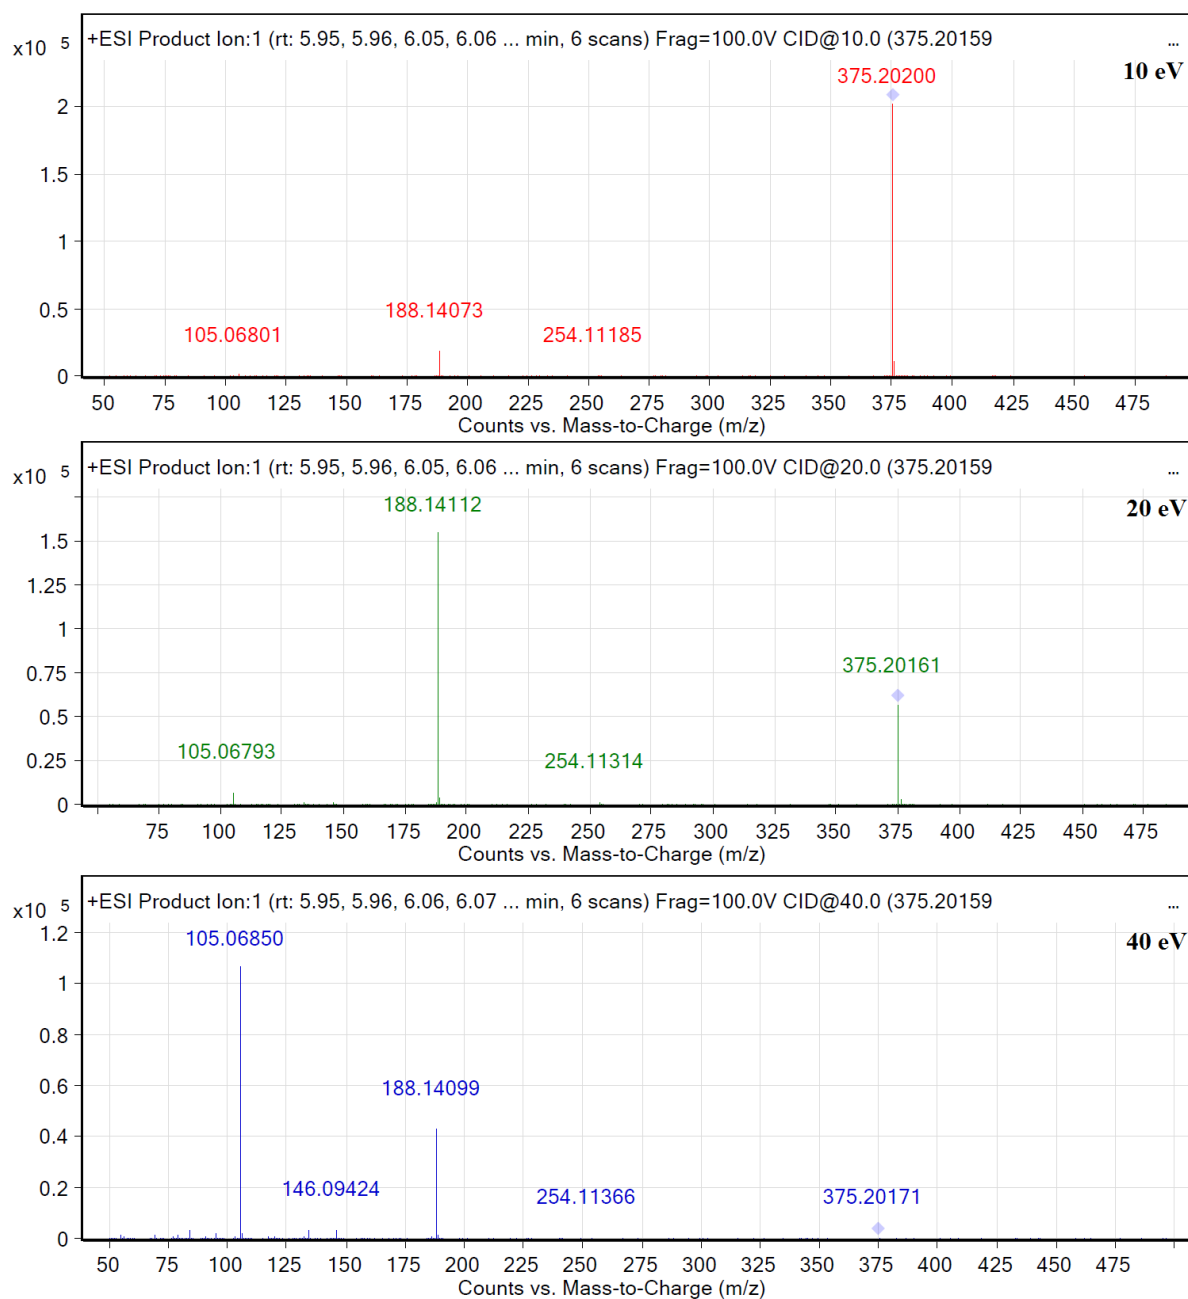 x10 5
+ESI Product Ion:1 (rt: 5.95, 5.96, 6.05, 6.06 ... min, 6 scans) Frag=100.0V CID@10.0 (375.20159 ...
10 eV
375.20200
2
1.5
1
188.14073
0.5
105.06801
254.11185
0
50 75 100 125 150 175 200 225 250 275 300 325 350 375 400 425 450 475
Counts vs. Mass-to-Charge (m/z)
x10 5
+ESI Product Ion:1 (rt: 5.95, 5.96, 6.05, 6.06 ... min, 6 scans) Frag=100.0V CID@20.0 (375.20159 ...
188.14112
20 eV
1.5
1.25
1
375.20161
0.75
0.5
105.06793
254.11314
0.25
0
75 100 125 150 175 200 225 250 275 300 325 350 375 400 425 450 475
Counts vs. Mass-to-Charge (m/z)
x10 5
+ESI Product Ion:1 (rt: 5.95, 5.96, 6.06, 6.07 ... min, 6 scans) Frag=100.0V CID@40.0 (375.20159 ...
105.06850
40 eV
1.2
1
0.8
188.14099
0.6
0.4
146.09424
254.11366
375.20171
0.2
0
50 75 100 125 150 175 200 225 250 275 300 325 350 375 400 425 450 475
Counts vs. Mass-to-Charge (m/z)